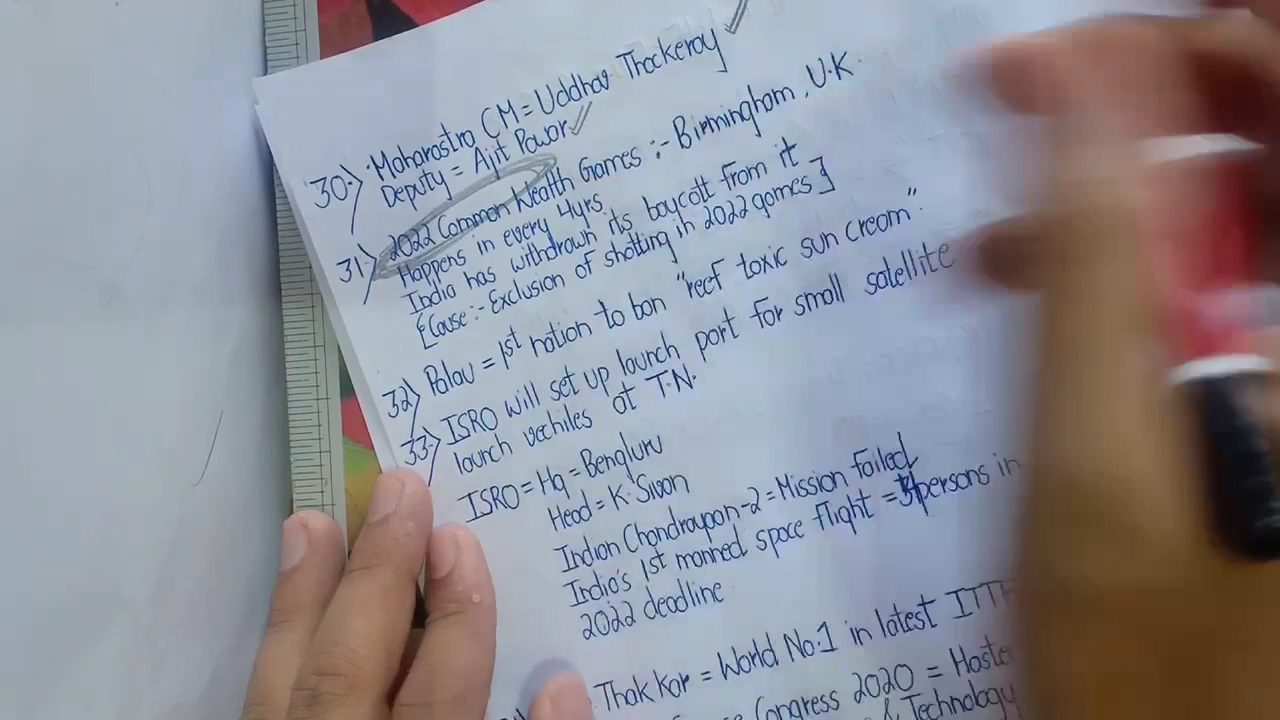 30.) Maharastra CM = Uddhav Thackeray
Deputy = Ajit Pawar
31) 2022 Common Wealth Games :- Birmingham, U.K.
Happens in every 4yrs.
India has withdrawn its boycott from it
[Cause :- Exclusion of shotting in 2022 games]
32) Palau = 1st nation to ban "reef toxic sun cream".
33.) ISRO will set up launch port for small satellite
launch vechiles at T.N.
ISRO = Hq = Bengluru
Head = K. Sivan
Indian Chandrayan-2 = Mission failed
India's 1st manned space flight = persons in
2022 deadline
Thakkar = World No.1 in latest
Congress 2020 =
& Technology